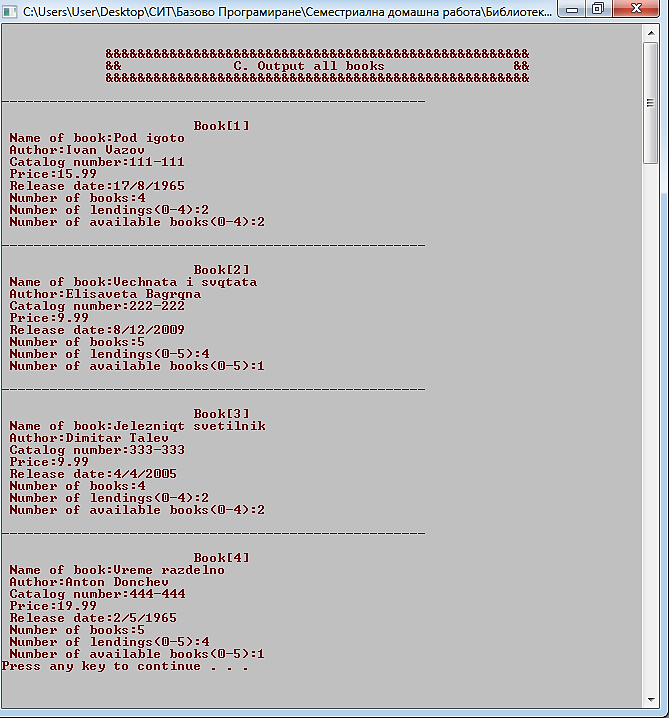 C:\Users\User\Desktop\СИТ\Базово Програмиране\Семестриална домашна работа\Библиотек...
&&&&&&&&&&&&&&&&&&&&&&&&&&&&&&&&&&&&&&&&&&&&&&&&&&&&&
&& C. Output all books &&
&&&&&&&&&&&&&&&&&&&&&&&&&&&&&&&&&&&&&&&&&&&&&&&&&&&&&
-----------------------------------------------------
Book[1]
Name of book:Pod igoto
Author:Ivan Vazov
Catalog number:111-111
Price:15.99
Release date:17/8/1965
Number of books:4
Number of lendings(0-4):2
Number of available books(0-4):2
-----------------------------------------------------
Book[2]
Name of book:Vechnata i svqtata
Author:Elisaveta Bagrqna
Catalog number:222-222
Price:9.99
Release date:8/12/2009
Number of books:5
Number of lendings(0-5):4
Number of available books(0-5):1
-----------------------------------------------------
Book[3]
Name of book:Jelezniqt svetilnik
Author:Dimitar Talev
Catalog number:333-333
Price:9.99
Release date:4/4/2005
Number of books:4
Number of lendings(0-4):2
Number of available books(0-4):2
-----------------------------------------------------
Book[4]
Name of book:Vreme razdelno
Author:Anton Donchev
Catalog number:444-444
Price:19.99
Release date:2/5/1965
Number of books:5
Number of lendings(0-5):4
Number of available books(0-5):1
Press any key to continue . . .